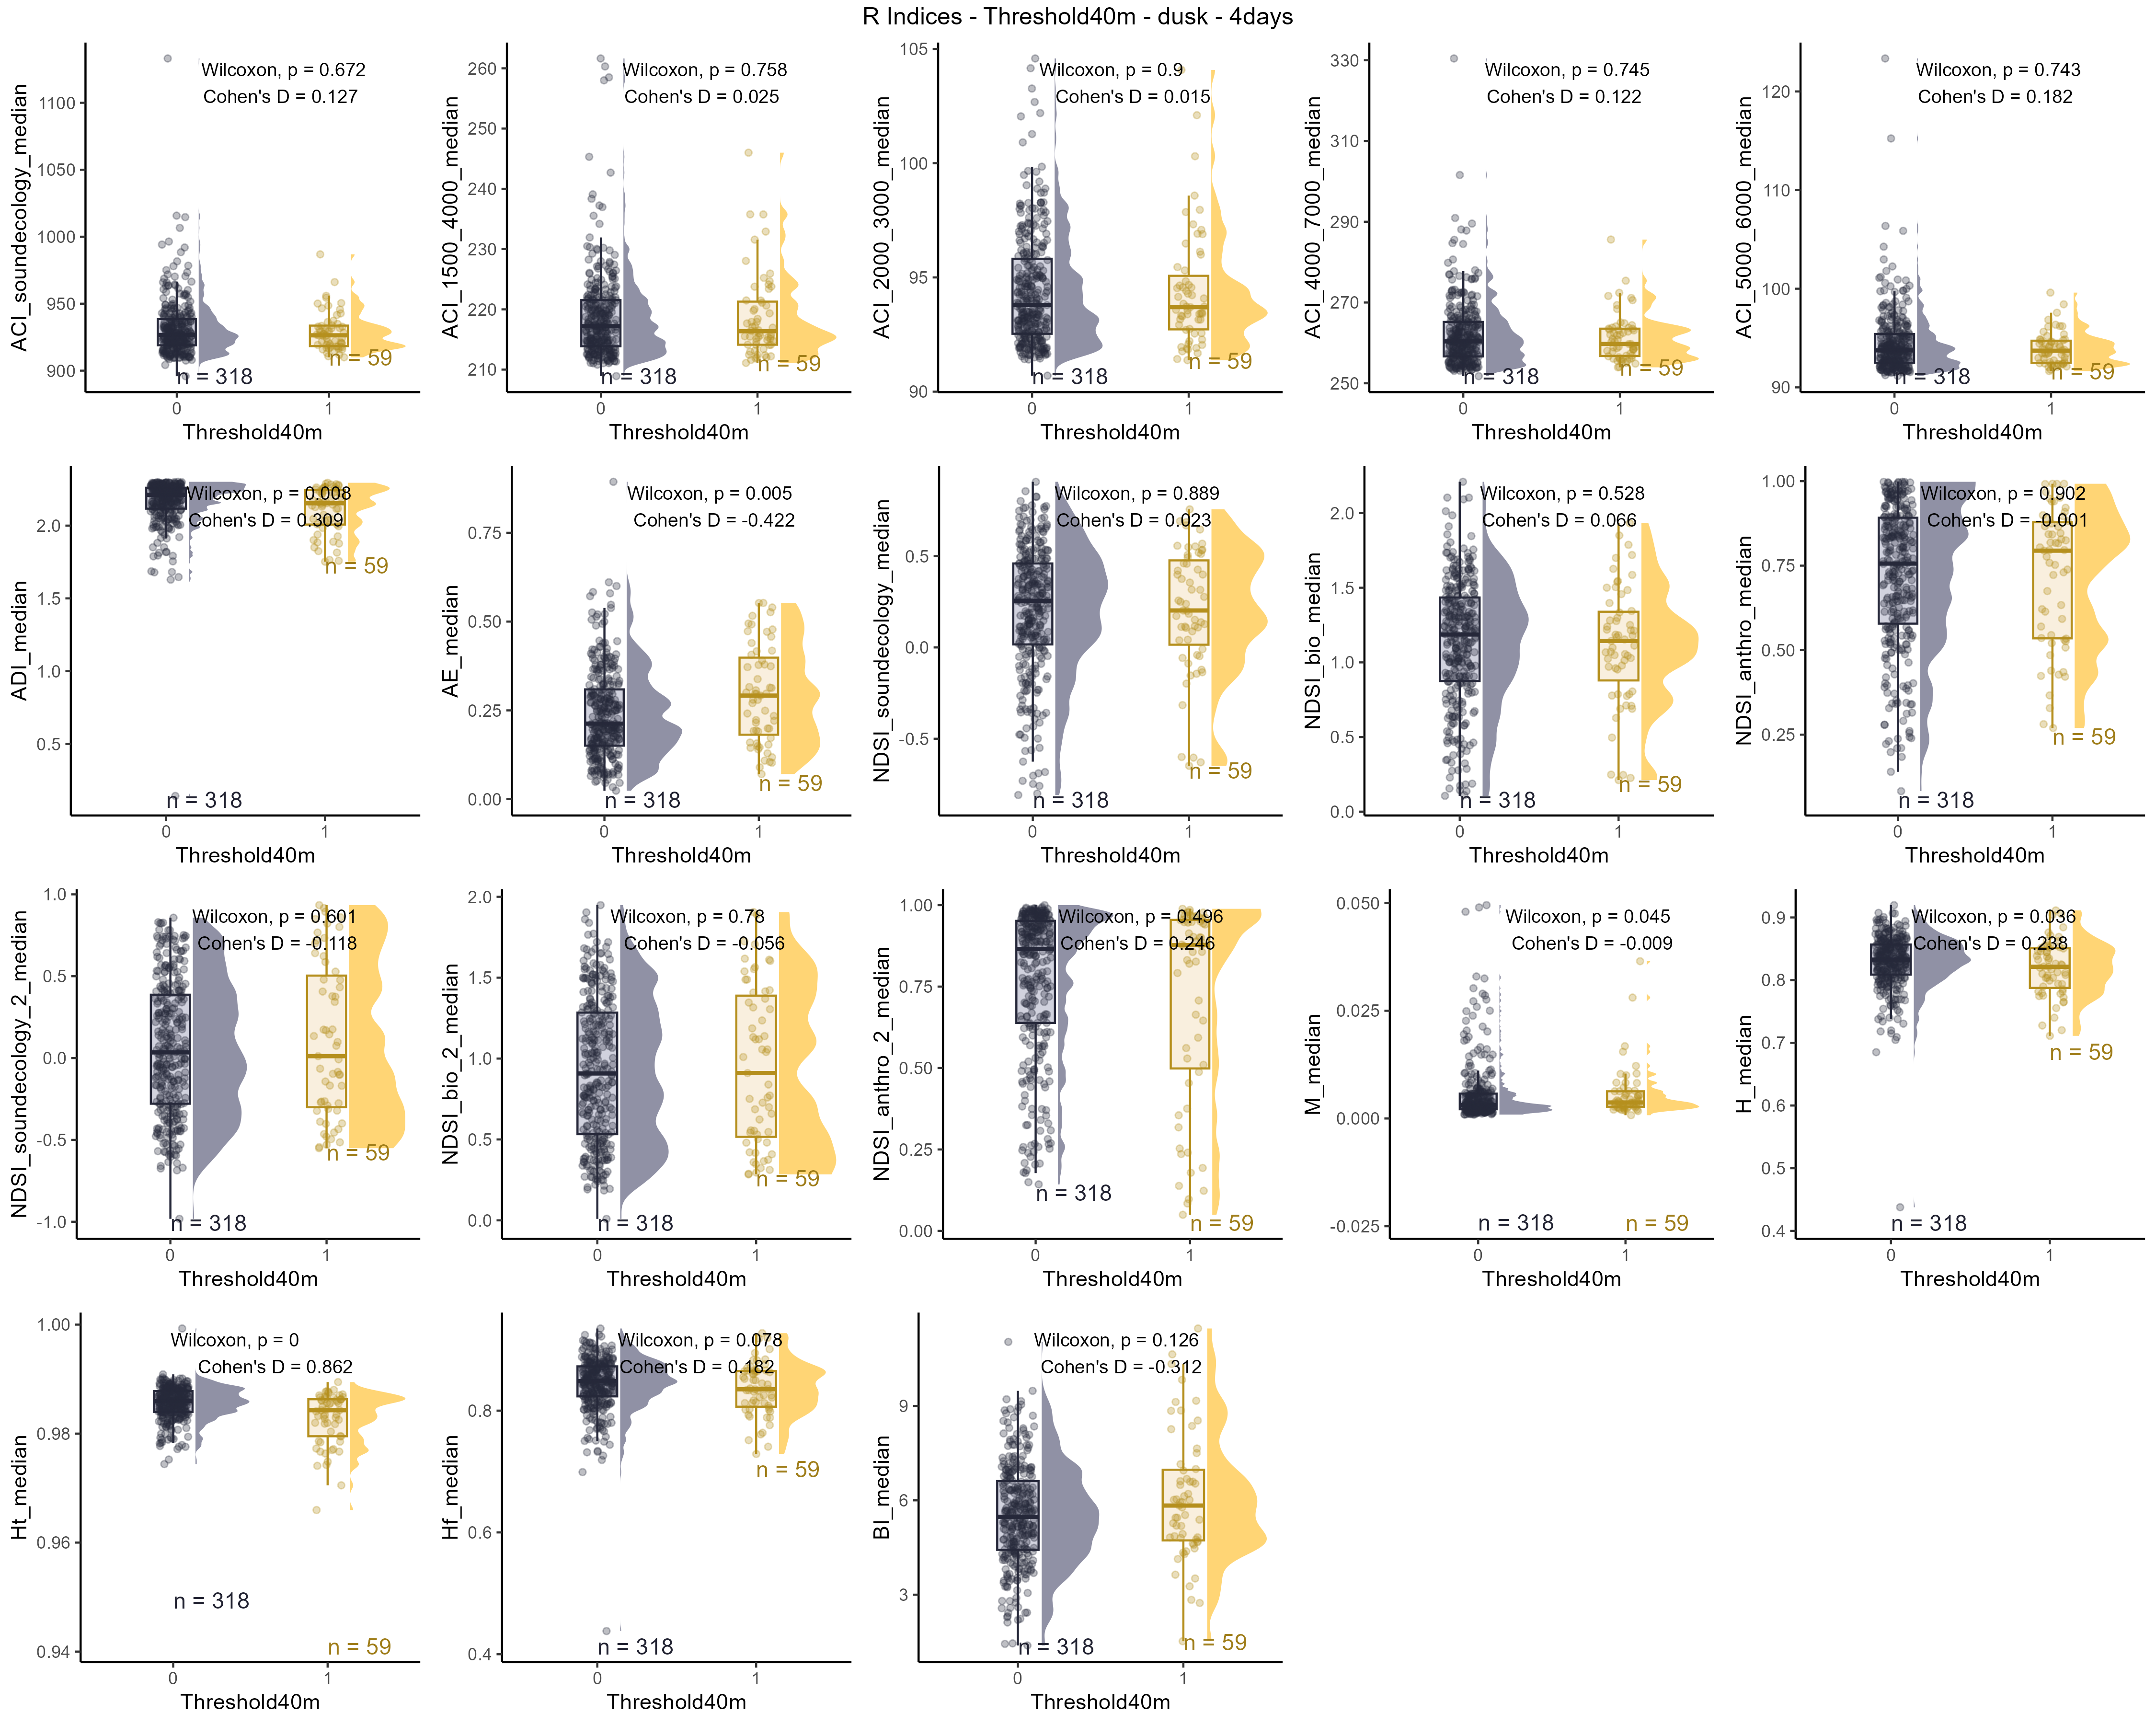 R Indices - Threshold40m - dusk - 4days
ACI_soundecology_median
1100
1050
1000
950
900
Wilcoxon, p = 0.672
Cohen's D = 0.127
n = 318
n = 59
0
1
Threshold40m
ACI_1500_4000_median
260
250
240
230
220
210
Wilcoxon, p = 0.758
Cohen's D = 0.025
n = 318
n = 59
0
1
Threshold40m
ACI_2000_3000_median
105
100
95
90
Wilcoxon, p = 0.9
Cohen's D = 0.015
n = 318
n = 59
0
1
Threshold40m
ACI_4000_7000_median
330
310
290
270
250
Wilcoxon, p = 0.745
Cohen's D = 0.122
n = 318
n = 59
0
1
Threshold40m
ACI_5000_6000_median
120
110
100
90
Wilcoxon, p = 0.743
Cohen's D = 0.182
n = 318
n = 59
0
1
Threshold40m
ADI_median
2.0
1.5
1.0
0.5
Wilcoxon, p = 0.008
Cohen's D = 0.309
n = 59
n = 318
0
1
Threshold40m
AE_median
0.75
0.50
0.25
0.00
Wilcoxon, p = 0.005
Cohen's D = -0.422
n = 59
n = 318
0
1
Threshold40m
NDSI_soundecology_median
0.5
0.0
-0.5
Wilcoxon, p = 0.889
Cohen's D = 0.023
n = 59
n = 318
0
1
Threshold40m
NDSI_bio_median
2.0
1.5
1.0
0.5
0.0
Wilcoxon, p = 0.528
Cohen's D = 0.066
n = 59
n = 318
0
1
Threshold40m
NDSI_anthro_median
1.00
0.75
0.50
0.25
Wilcoxon, p = 0.902
Cohen's D = -0.001
n = 59
n = 318
0
1
Threshold40m
NDSI_soundecology_2_median
1.0
0.5
0.0
-0.5
-1.0
Wilcoxon, p = 0.601
Cohen's D = -0.118
n = 59
n = 318
0
1
Threshold40m
NDSI_bio_2_median
2.0
1.5
1.0
0.5
0.0
Wilcoxon, p = 0.78
Cohen's D = -0.056
n = 59
n = 318
0
1
Threshold40m
NDSI_anthro_2_median
1.00
0.75
0.50
0.25
0.00
Wilcoxon, p = 0.496
Cohen's D = 0.246
n = 318
n = 59
0
1
Threshold40m
M_median
0.050
0.025
0.000
-0.025
Wilcoxon, p = 0.045
Cohen's D = -0.009
n = 318
n = 59
0
1
Threshold40m
H_median
0.9
0.8
0.7
0.6
0.5
0.4
Wilcoxon, p = 0.036
Cohen's D = 0.238
n = 59
n = 318
0
1
Threshold40m
Ht_median
1.00
0.98
0.96
0.94
Wilcoxon, p = 0
Cohen's D = 0.862
n = 318
n = 59
0
1
Threshold40m
Hf_median
0.8
0.6
0.4
Wilcoxon, p = 0.078
Cohen's D = 0.182
n = 59
n = 318
0
1
Threshold40m
BI_median
9
6
3
Wilcoxon, p = 0.126
Cohen's D = -0.312
n = 318
n = 59
0
1
Threshold40m